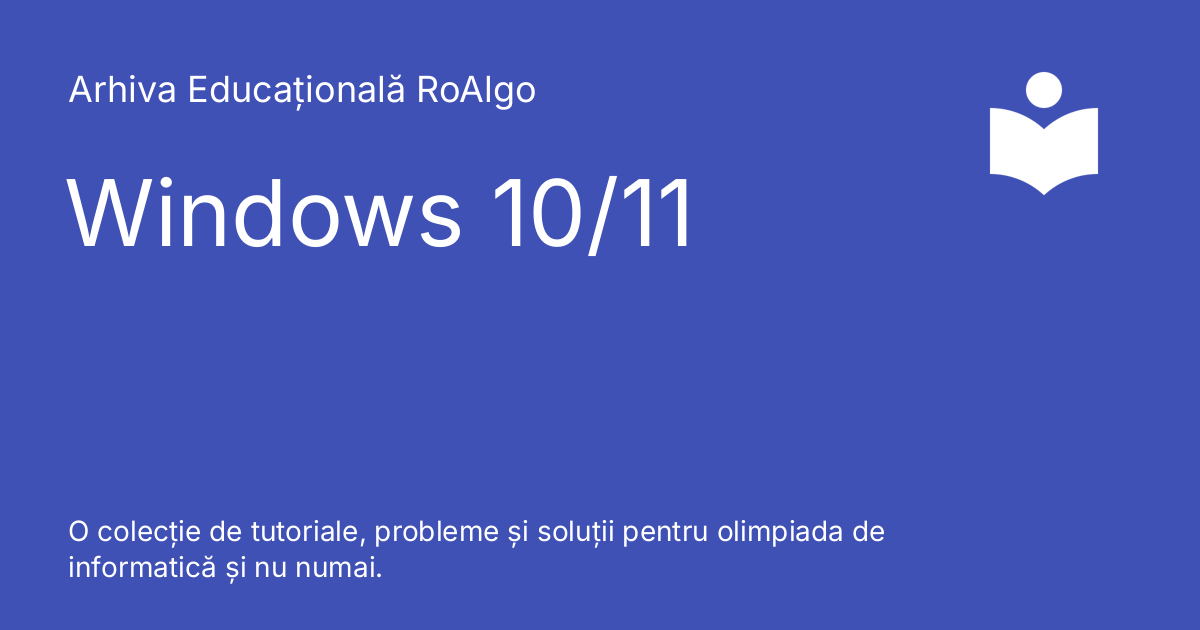 Arhiva Educațională RoAlgo
Windows 10/11
O colecție de tutoriale, probleme și soluții pentru olimpiada de
informatică și nu numai.